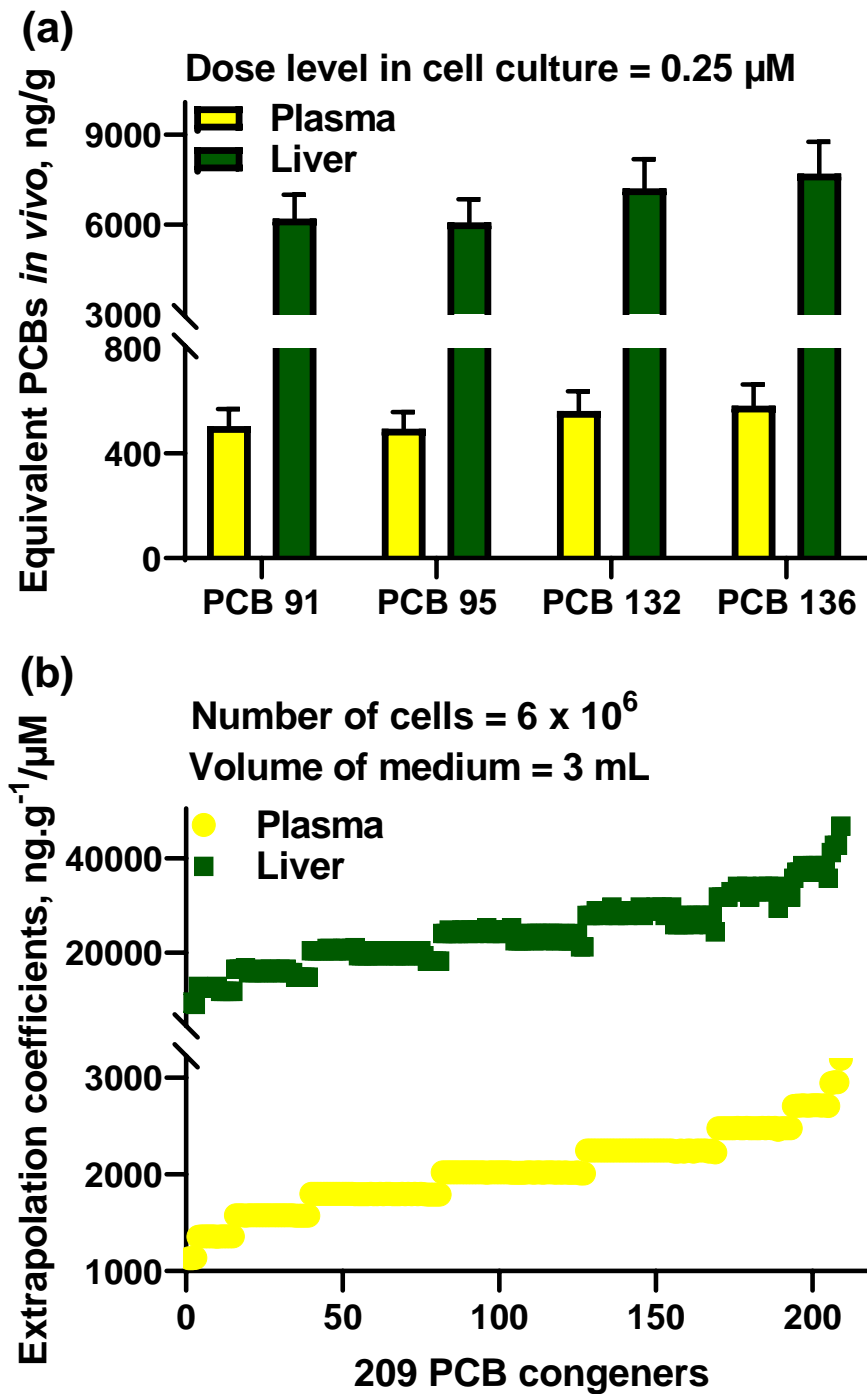 (a)
Dose level in cell culture = 0.25 µM
Plasma
Liver
Equivalent PCBs in vivo, ng/g
9000
6000
3000
800
400
0
PCB 91 PCB 95 PCB 132 PCB 136
(b)
Number of cells = 6 x 10⁶
Volume of medium = 3 mL
Plasma
Liver
Extrapolation coefficients, ng.g⁻¹/µM
40000
20000
3000
2000
1000
0 50 100 150 200
209 PCB congeners